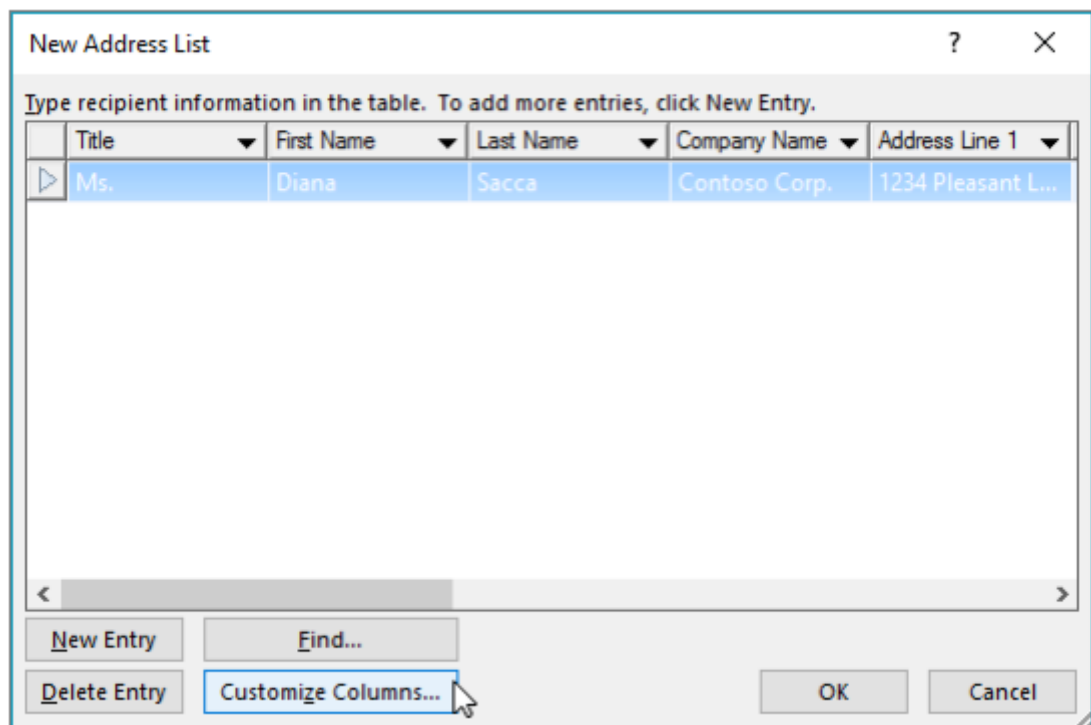 New Address List ? ×
Type recipient information in the table. To add more entries, click New Entry.
Title First Name Last Name Company Name Address Line 1
Ms. Diana Sacca Contoso Corp. 1234 Pleasant L...
New Entry Find...
Delete Entry Customize Columns... OK Cancel